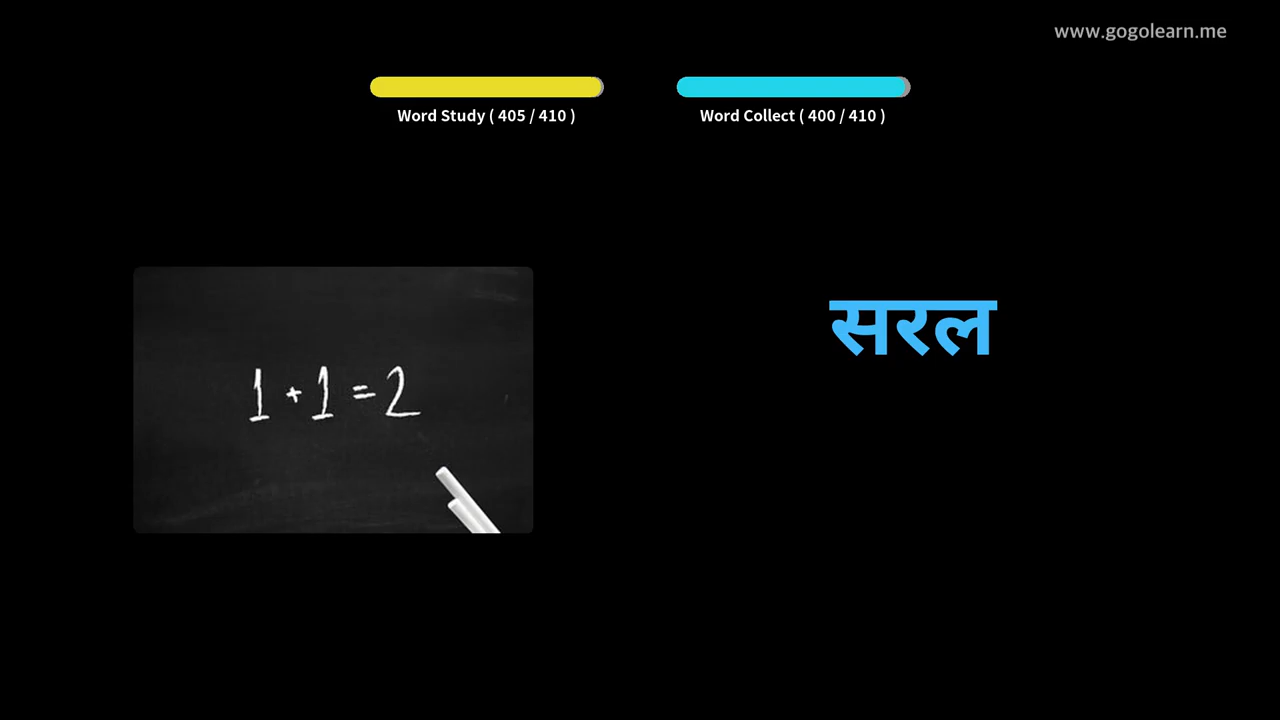 www.gogolearn.me
Word Study ( 405 / 410 )
Word Collect ( 400 / 410 )
सरल
1 + 1 = 2